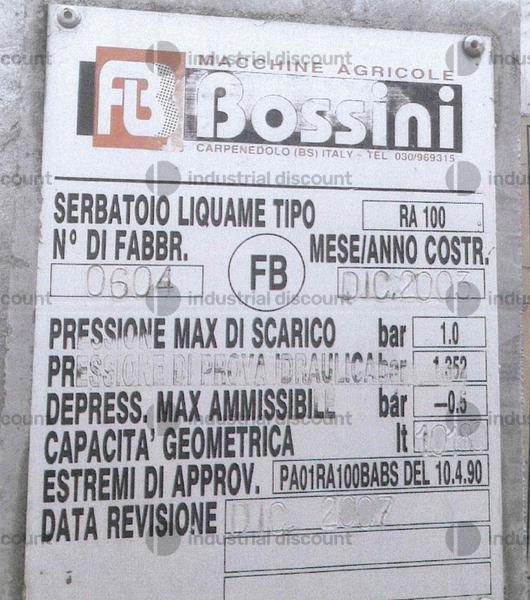 MACCHINE AGRICOLE
FB Bossini
CARPENEDOLO (BS) ITALY - TEL. 030/969315
SERBATOIO LIQUAME TIPO RA 100
N° DI FABBR. MESE/ANNO COSTR.
0604 FB DIC. 2003
PRESSIONE MAX DI SCARICO bar 1.0
PRESSIONE DI PROVA IDRAULICA bar 1.352
DEPRESS. MAX AMMISSIBILE bar –0.5
CAPACITA' GEOMETRICA lt
ESTREMI DI APPROV. PA01RA100BABS DEL 10.4.90
DATA REVISIONE DIC. 2007
industrial discount